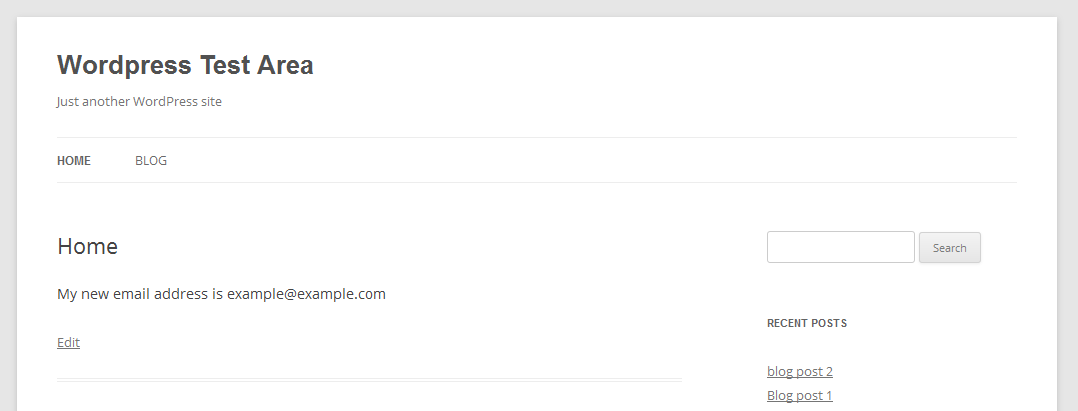 Wordpress Test Area
Just another WordPress site
HOME BLOG
Home
My new email address is example@example.com
Edit
Search
RECENT POSTS
blog post 2
Blog post 1